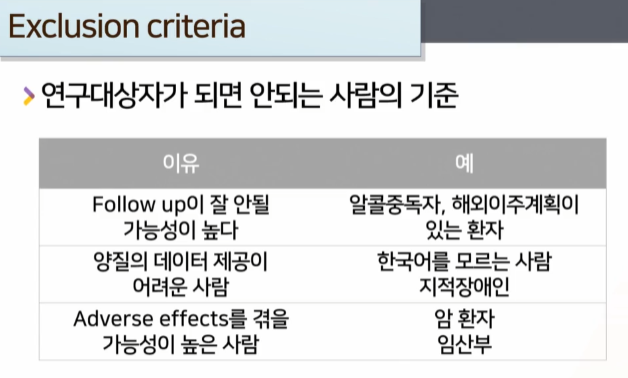 Exclusion criteria
연구대상자가 되면 안되는 사람의 기준
이유 예
Follow up이 잘 안될 가능성이 높다
알콜중독자, 해외이주계획이 있는 환자
양질의 데이터 제공이 어려운 사람
한국어를 모르는 사람
지적장애인
Adverse effects를 겪을 가능성이 높은 사람
암 환자
임산부